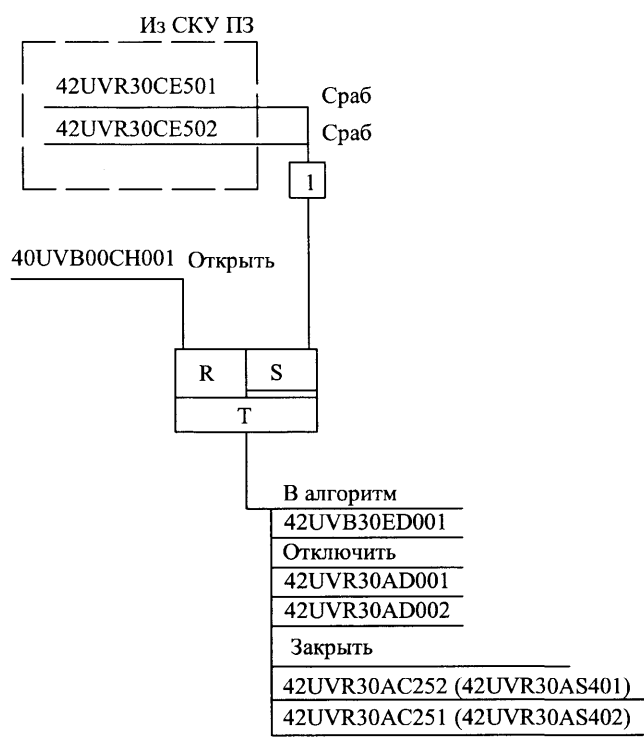 Из СКУ ПЗ
42UVR30CE501 Сраб
42UVR30CE502 Сраб
1
40UVB00CH001 Открыть
R S
T
В алгоритм
42UVB30ED001
Отключить
42UVR30AD001
42UVR30AD002
Закрыть
42UVR30AC252 (42UVR30AS401)
42UVR30AC251 (42UVR30AS402)